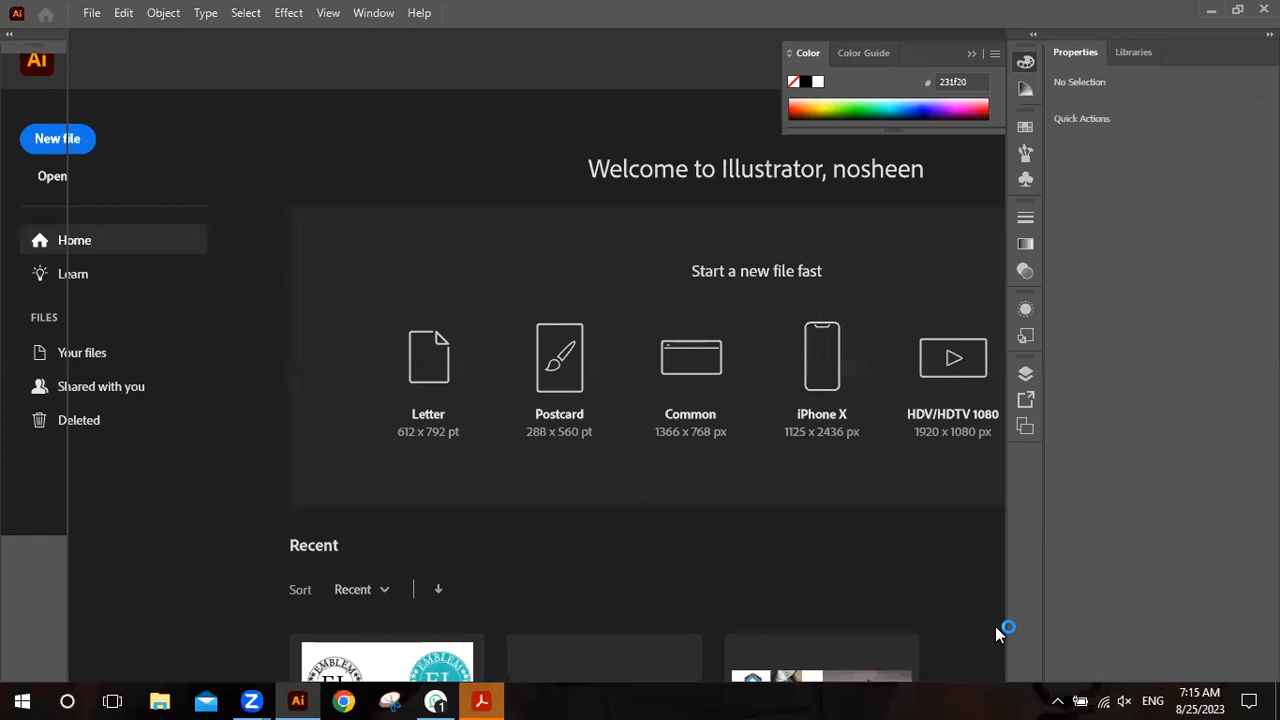 Ai File Edit Object Type Select Effect View Window Help
Ai
Color Color Guide
# 231f20
Properties Libraries
No Selection
Quick Actions
New file
Open
Home
Learn
FILES
Your files
Shared with you
Deleted
Welcome to Illustrator, nosheen
Start a new file fast
Letter
612 x 792 pt
Postcard
288 x 560 pt
Common
1366 x 768 px
iPhone X
1125 x 2436 px
HDV/HDTV 1080
1920 x 1080 px
Recent
Sort Recent
EMBLEM
EMBLEM
Z Ai ENG
7:15 AM
8/25/2023